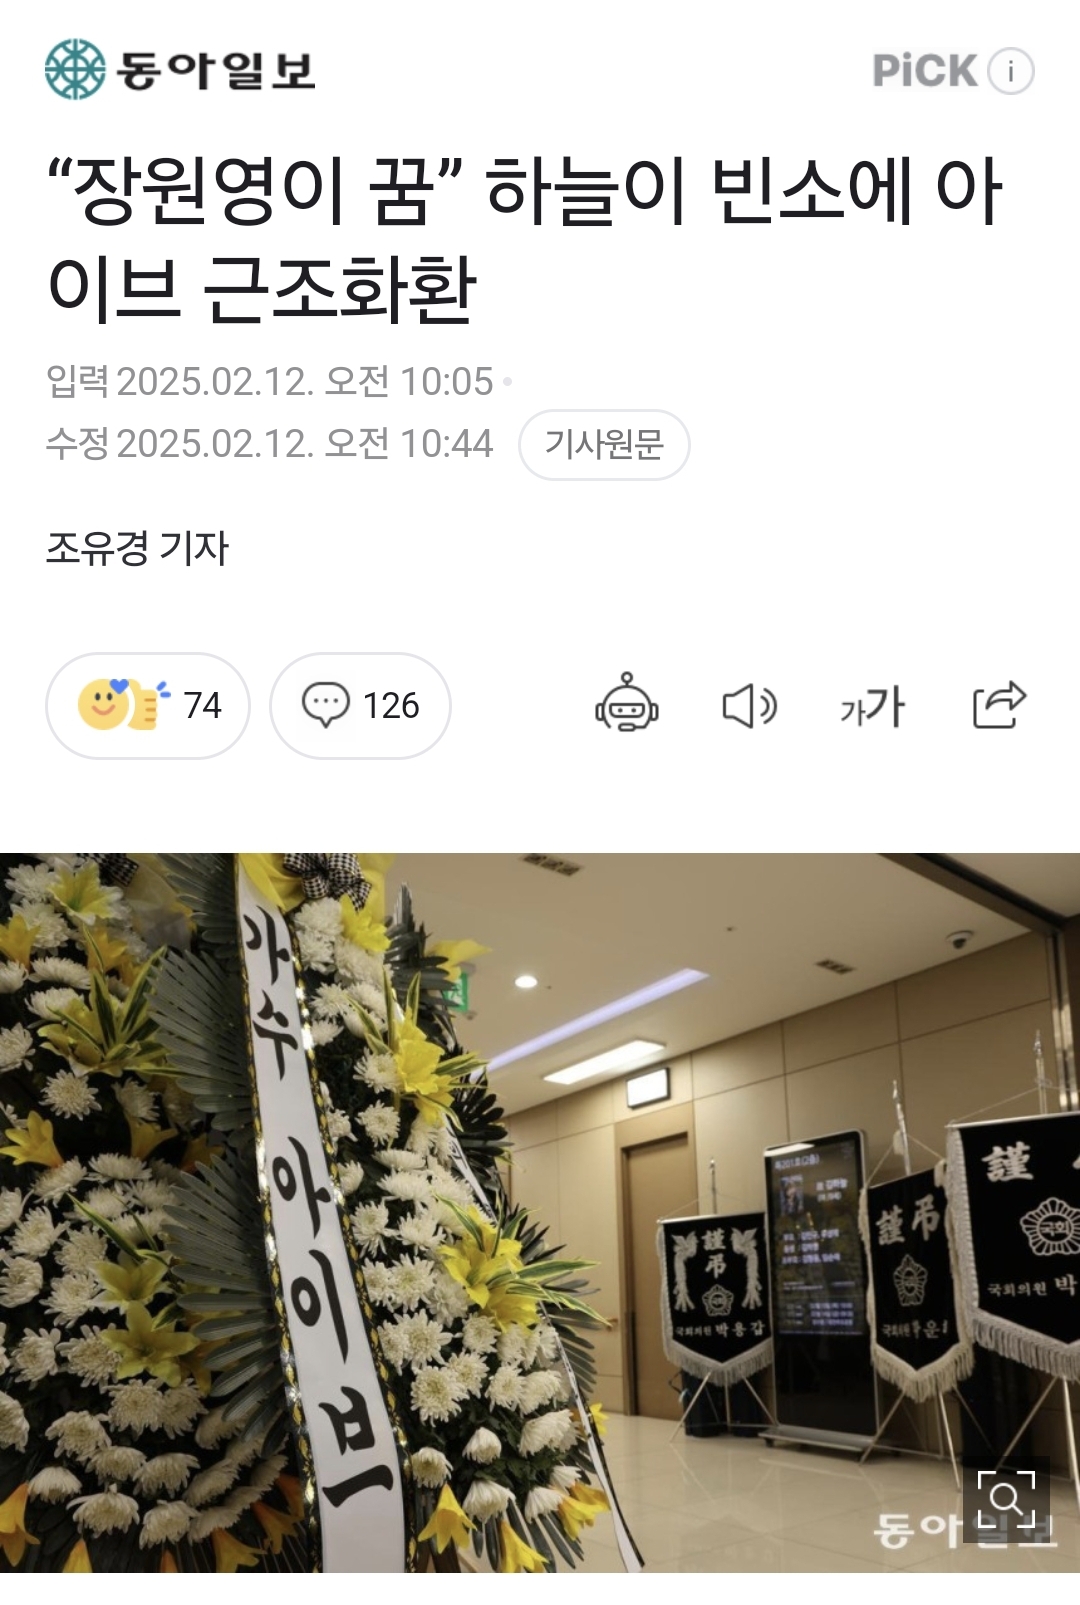 동아일보
PiCK i
“장원영이 꿈” 하늘이 빈소에 아
이브 근조화환
입력 2025.02.12. 오전 10:05
수정 2025.02.12. 오전 10:44 기사원문
조유경 기자
74 126 가가
가수 아이브
謹弔
국회의원 박용갑
謹弔
국회의원
謹
국회
국회의원 박
동아일보